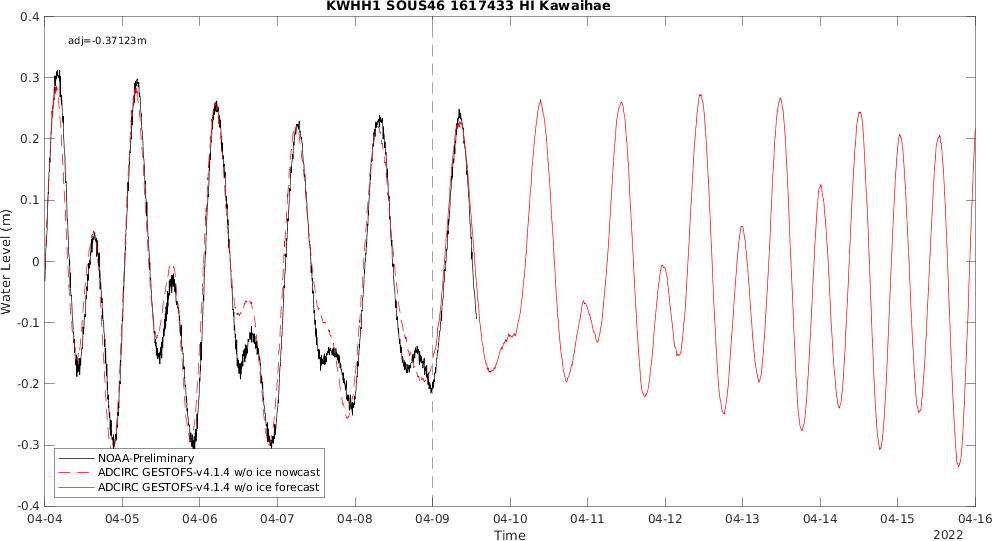 KWHH1 SOUS46 1617433 HI Kawaihae
adj=-0.37123m
0.4
0.3
0.2
0.1
0
-0.1
-0.2
-0.3
-0.4
Water Level (m)
NOAA-Preliminary
ADCIRC GESTOFS-v4.1.4 w/o ice nowcast
ADCIRC GESTOFS-v4.1.4 w/o ice forecast
04-04 04-05 04-06 04-07 04-08 04-09 04-10 04-11 04-12 04-13 04-14 04-15 04-16
Time
2022